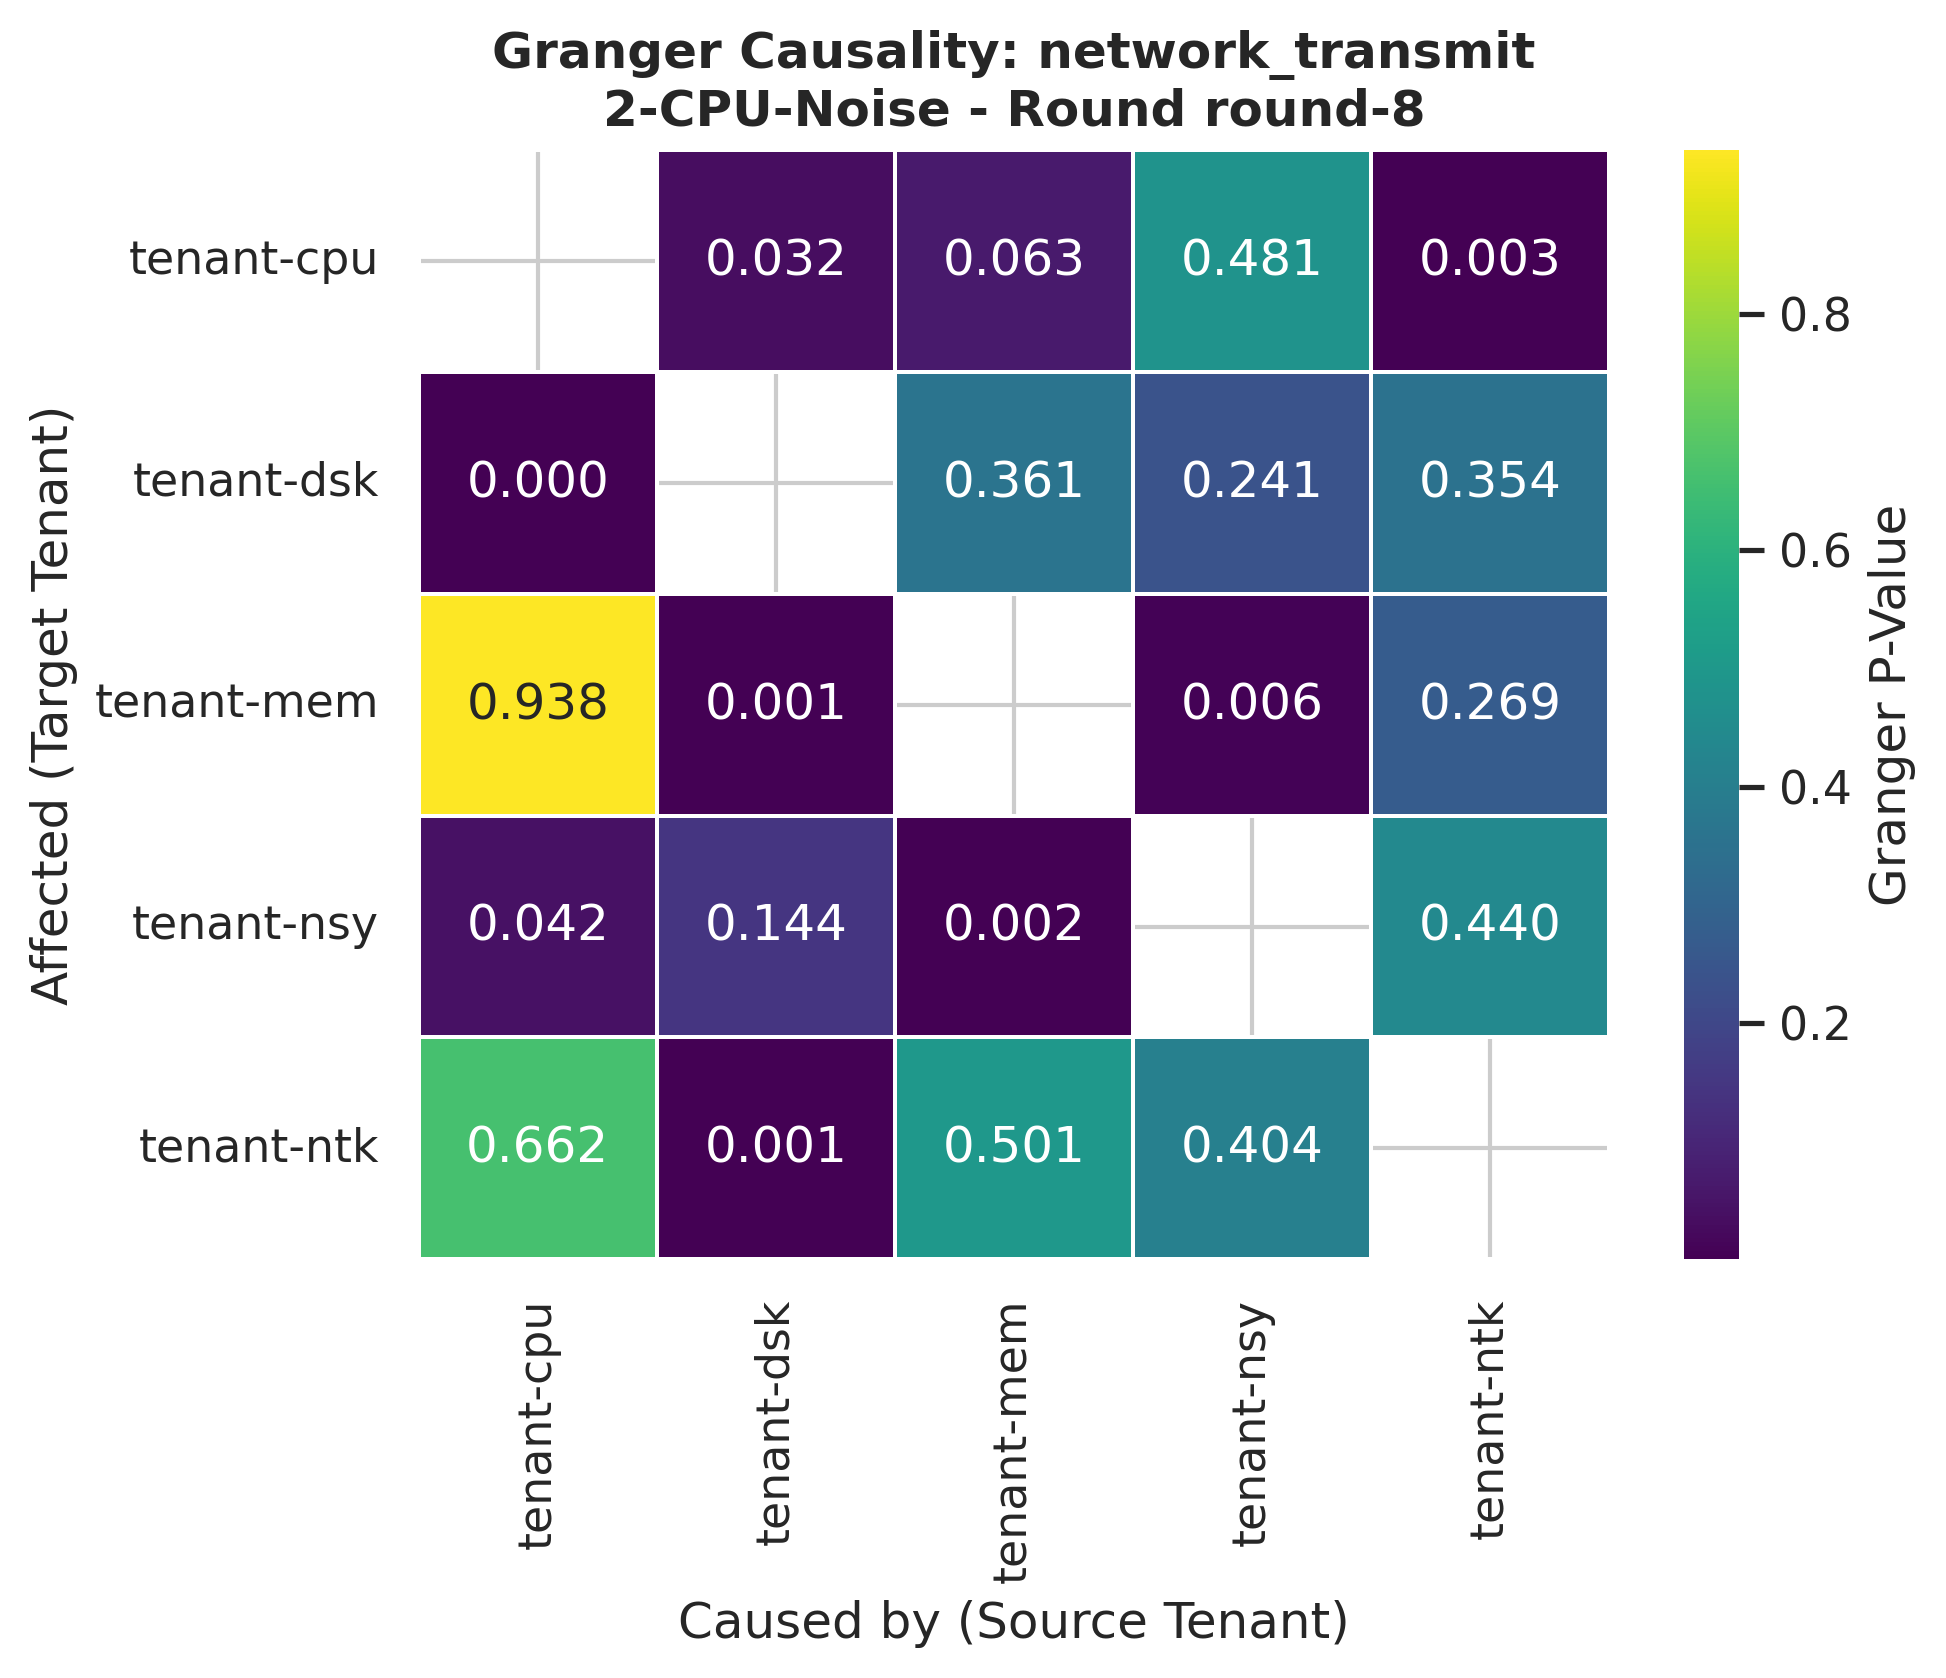 Granger Causality: network_transmit
2-CPU-Noise - Round round-8
Affected (Target Tenant)
tenant-cpu 0.032 0.063 0.481 0.003
tenant-dsk 0.000 0.361 0.241 0.354
tenant-mem 0.938 0.001 0.006 0.269
tenant-nsy 0.042 0.144 0.002 0.440
tenant-ntk 0.662 0.001 0.501 0.404
tenant-cpu
tenant-dsk
tenant-mem
tenant-nsy
tenant-ntk
Caused by (Source Tenant)
0.8
0.6
0.4
0.2
Granger P-Value